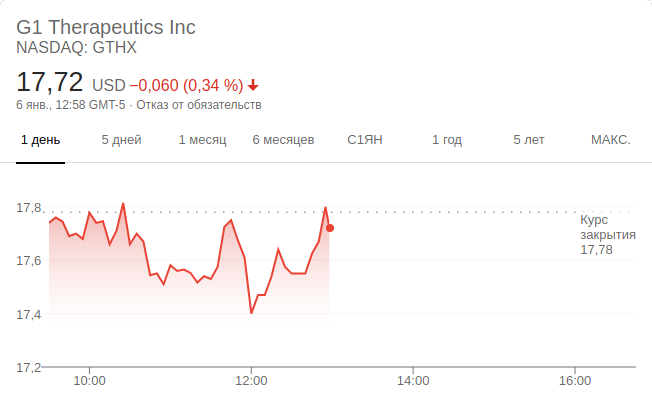 G1 Therapeutics Inc
NASDAQ: GTHX
17,72 USD −0,060 (0,34 %)
6 янв., 12:58 GMT-5 · Отказ от обязательств
1 день 5 дней 1 месяц 6 месяцев С1ЯН 1 год 5 лет МАКС.
17,8
Курс
закрытия
17,78
17,6
17,4
17,2
10:00 12:00 14:00 16:00